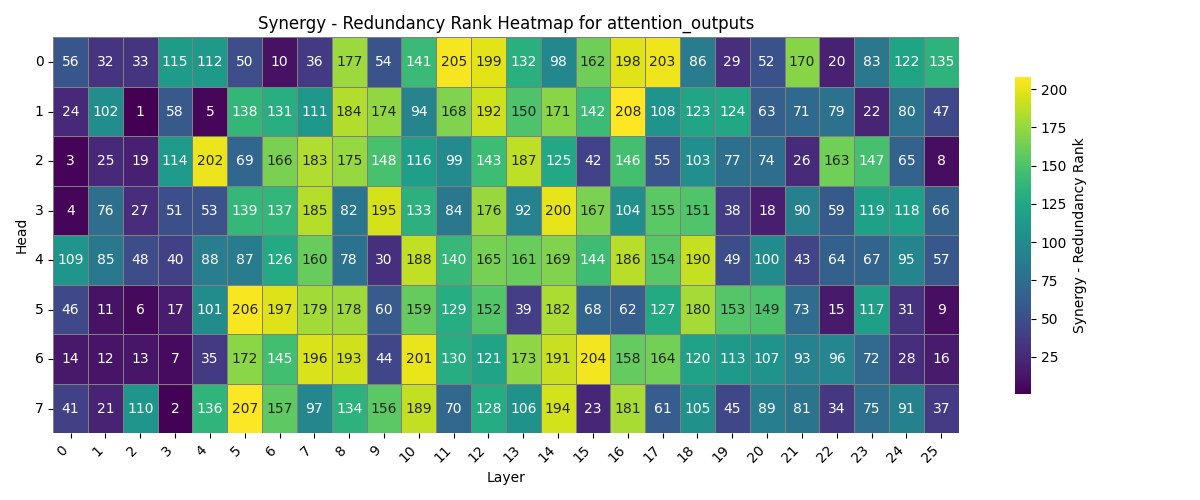 Synergy - Redundancy Rank Heatmap for attention_outputs
0 56 32 33 115 112 50 10 36 177 54 141 205 199 132 98 162 198 203 86 29 52 170 20 83 122 135
1 24 102 1 58 5 138 131 111 184 174 94 168 192 150 171 142 208 108 123 124 63 71 79 22 80 47
2 3 25 19 114 202 69 166 183 175 148 116 99 143 187 125 42 146 55 103 77 74 26 163 147 65 8
3 4 76 27 51 53 139 137 185 82 195 133 84 176 92 200 167 104 155 151 38 18 90 59 119 118 66
4 109 85 48 40 88 87 126 160 78 30 188 140 165 161 169 144 186 154 190 49 100 43 64 67 95 57
5 46 11 6 17 101 206 197 179 178 60 159 129 152 39 182 68 62 127 180 153 149 73 15 117 31 9
6 14 12 13 7 35 172 145 196 193 44 201 130 121 173 191 204 158 164 120 113 107 93 96 72 28 16
7 41 21 110 2 136 207 157 97 134 156 189 70 128 106 194 23 181 61 105 45 89 81 34 75 91 37
0 1 2 3 4 5 6 7 8 9 10 11 12 13 14 15 16 17 18 19 20 21 22 23 24 25
Layer
Head
200
175
150
125
100
75
50
25
Synergy - Redundancy Rank